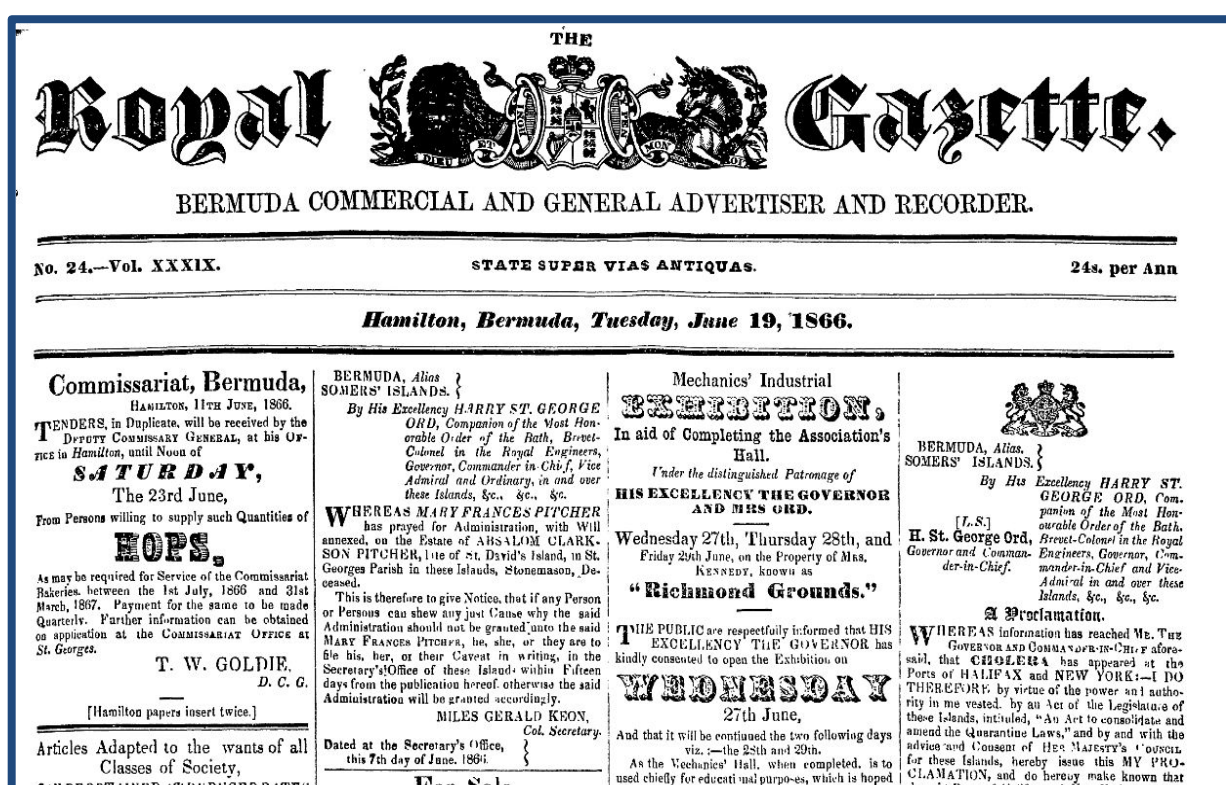 THE
Royal Gazette.
DIEU ET MON
BERMUDA COMMERCIAL AND GENERAL ADVERTISER AND RECORDER.
No. 24.—Vol. XXXIX. STATE SUPER VIAS ANTIQUAS. 24s. per Ann
Hamilton, Bermuda, Tuesday, June 19, 1866.
Commissariat, Bermuda,
HAMILTON, 11TH JUNE, 1866.
TENDERS, in Duplicate, will be received by the
DEPUTY COMMISSARY GENERAL, at his OF-
FICE in Hamilton, until Noon of
SATURDAY,
The 23rd June,
From Persons willing to supply such Quantities of
HOPS,
As may be required for Service of the Commissariat
Bakeries, between the 1st July, 1866 and 31st
March, 1867. Payment for the same to be made
Quarterly. Further information can be obtained
on application at the COMMISSARIAT OFFICE at
St. Georges.
T. W. GOLDIE,
D. C. G.
[Hamilton papers insert twice.]
Articles Adapted to the wants of all
Classes of Society,
BERMUDA, Alias
SOMERS' ISLANDS.
By His Excellency HARRY ST. GEORGE
ORD, Companion of the Most Hon-
orable Order of the Bath, Brevet-
Colonel in the Royal Engineers,
Governor, Commander in-Chief, Vice
Admiral and Ordinary, in and over
these Islands, &c., &c., &c.
WHEREAS MARY FRANCES PITCHER
has prayed for Administration, with Will
annexed, on the Estate of ABSALOM CLARK-
SON PITCHER, late of St. David's Island, in St.
Georges Parish in these Islands, Stonemason, De-
ceased.
This is therefore to give Notice, that if any Person
or Persons can shew any just Cause why the said
Administration should not be granted unto the said
MARY FRANCES PITCHER, he, she, or they are to
file his, her, or their Caveat in writing, in the
Secretary's Office of these Islands within Fifteen
days from the publication hereof, otherwise the said
Administration will be granted accordingly.
MILES GERALD KEON,
Col. Secretary.
Dated at the Secretary's Office,
this 7th day of June. 1866.
For Sale
Mechanics' Industrial
EXHIBITION,
In aid of Completing the Association's
Hall.
Under the distinguished Patronage of
HIS EXCELLENCY THE GOVERNOR
AND MRS ORD.
Wednesday 27th, Thursday 28th, and
Friday 29th June, on the Property of MRS.
KENNEDY, known as
"Richmond Grounds."
THE PUBLIC are respectfully informed that HIS
EXCELLENCY THE GOVERNOR has
kindly consented to open the Exhibition on
WEDNESDAY
27th June,
And that it will be continued the two following days
viz. :—the 28th and 29th.
As the Mechanics' Hall, when completed, is to
used chiefly for educational purposes, which is hoped
BERMUDA, Alias.
SOMERS' ISLANDS.
[L.S.]
H. St. George Ord,
Governor and Comman-
der-in-Chief.
By His Excellency HARRY ST.
GEORGE ORD, Com-
panion of the Most Hon-
ourable Order of the Bath,
Brevet-Colonel in the Royal
Engineers, Governor, Com-
mander-in-Chief and Vice-
Admiral in and over these
Islands, &c., &c., &c.
A Proclamation.
WHEREAS information has reached ME, THE
GOVERNOR AND COMMANDER-IN-CHIEF afore-
said, that CHOLERA has appeared at the
Ports of HALIFAX and NEW YORK:—I DO
THEREFORE by virtue of the power and autho-
rity in me vested, by an Act of the Legislature of
these Islands, intituled, "An Act to consolidate and
amend the Quarantine Laws," and by and with the
advice and Consent of HER MAJESTY'S COUNCIL
for these Islands, hereby issue this MY PRO-
CLAMATION, and do hereby make known that